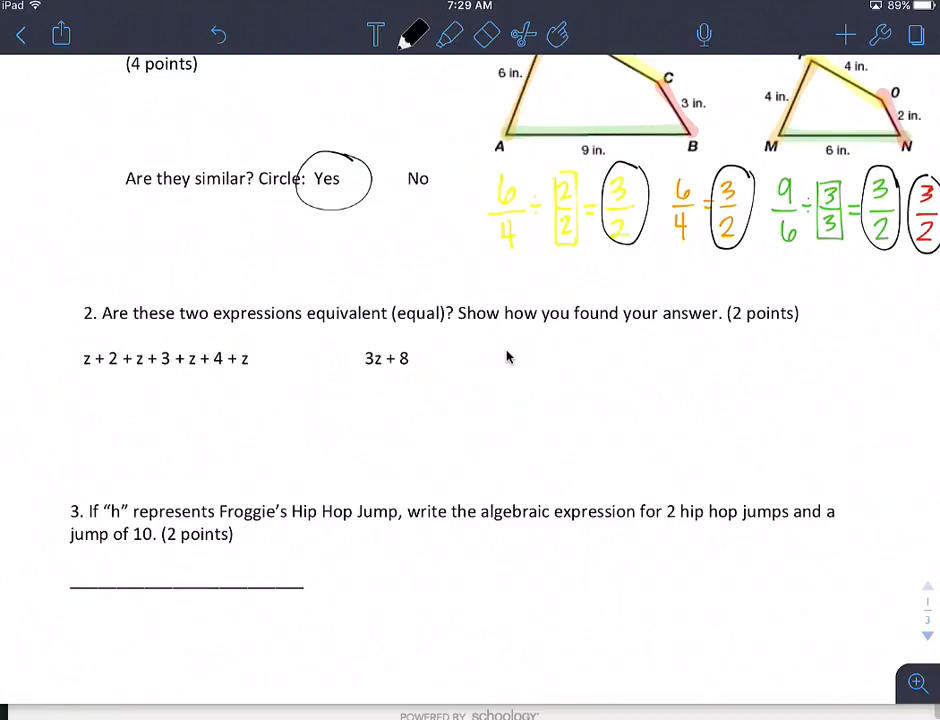 iPad 7:29 AM 89%
T
(4 points)
6 in. C 3 in. A 9 in. B
4 in. 4 in. O 2 in. M 6 in. N
Are they similar? Circle: Yes No
6/4 ÷ 2/2 = 3/2 6/4 = 3/2 9/6 ÷ 3/3 = 3/2 3/2
2. Are these two expressions equivalent (equal)? Show how you found your answer. (2 points)
z + 2 + z + 3 + z + 4 + z 3z + 8
3. If “h” represents Froggie’s Hip Hop Jump, write the algebraic expression for 2 hip hop jumps and a
jump of 10. (2 points)
1
3
POWERED BY schoology